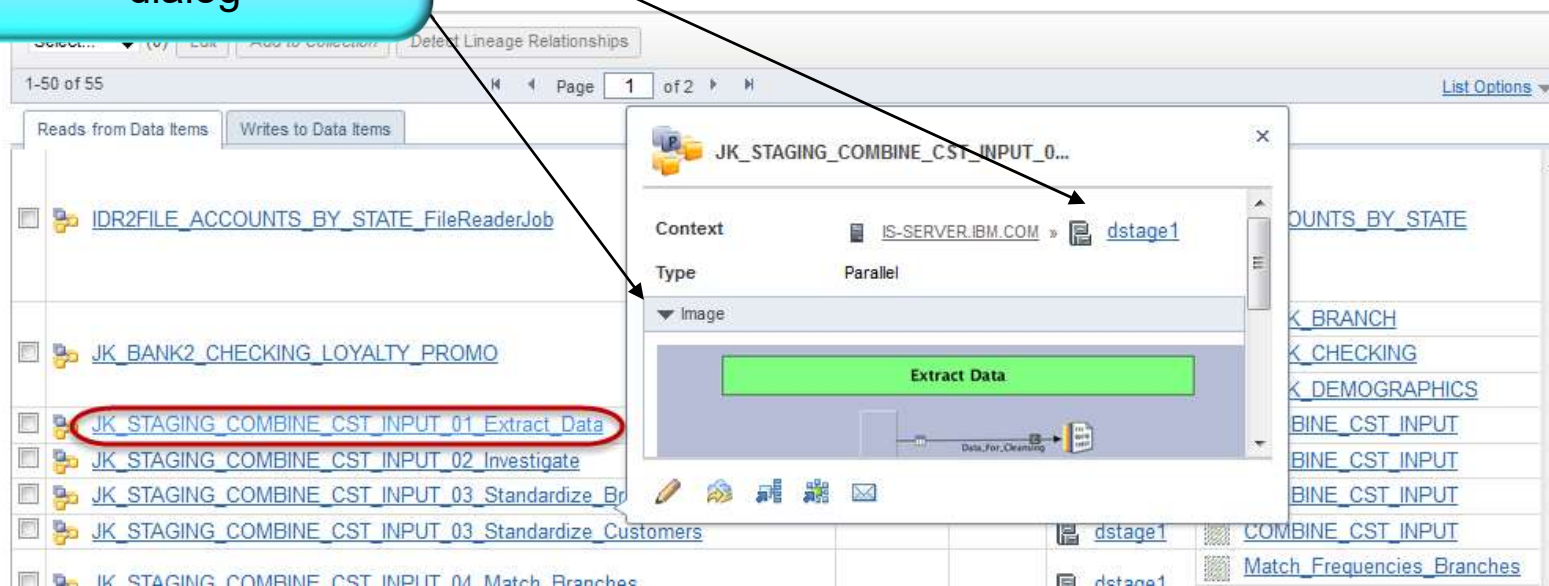 dialog
Select... (0) Edit Add to Collection Detect Lineage Relationships
1-50 of 55 Page 1 of 2 List Options
Reads from Data Items Writes to Data Items
JK_STAGING_COMBINE_CST_INPUT_0...
Context IS-SERVER.IBM.COM » dstage1
Type Parallel
Image
Extract Data
Data_For_Cleansing
IDR2FILE_ACCOUNTS_BY_STATE_FileReaderJob OUNTS_BY_STATE
K_BRANCH
JK_BANK2_CHECKING_LOYALTY_PROMO K_CHECKING
K_DEMOGRAPHICS
JK_STAGING_COMBINE_CST_INPUT_01_Extract_Data BINE_CST_INPUT
JK_STAGING_COMBINE_CST_INPUT_02_Investigate BINE_CST_INPUT
JK_STAGING_COMBINE_CST_INPUT_03_Standardize_Br BINE_CST_INPUT
JK_STAGING_COMBINE_CST_INPUT_03_Standardize_Customers dstage1 COMBINE_CST_INPUT
Match_Frequencies_Branches
JK_STAGING_COMBINE_CST_INPUT_04_Match_Branches dstage1